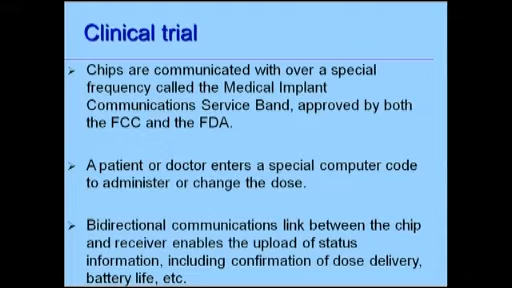 Clinical trial
Chips are communicated with over a special
frequency called the Medical Implant
Communications Service Band, approved by both
the FCC and the FDA.
A patient or doctor enters a special computer code
to administer or change the dose.
Bidirectional communications link between the chip
and receiver enables the upload of status
information, including confirmation of dose delivery,
battery life, etc.